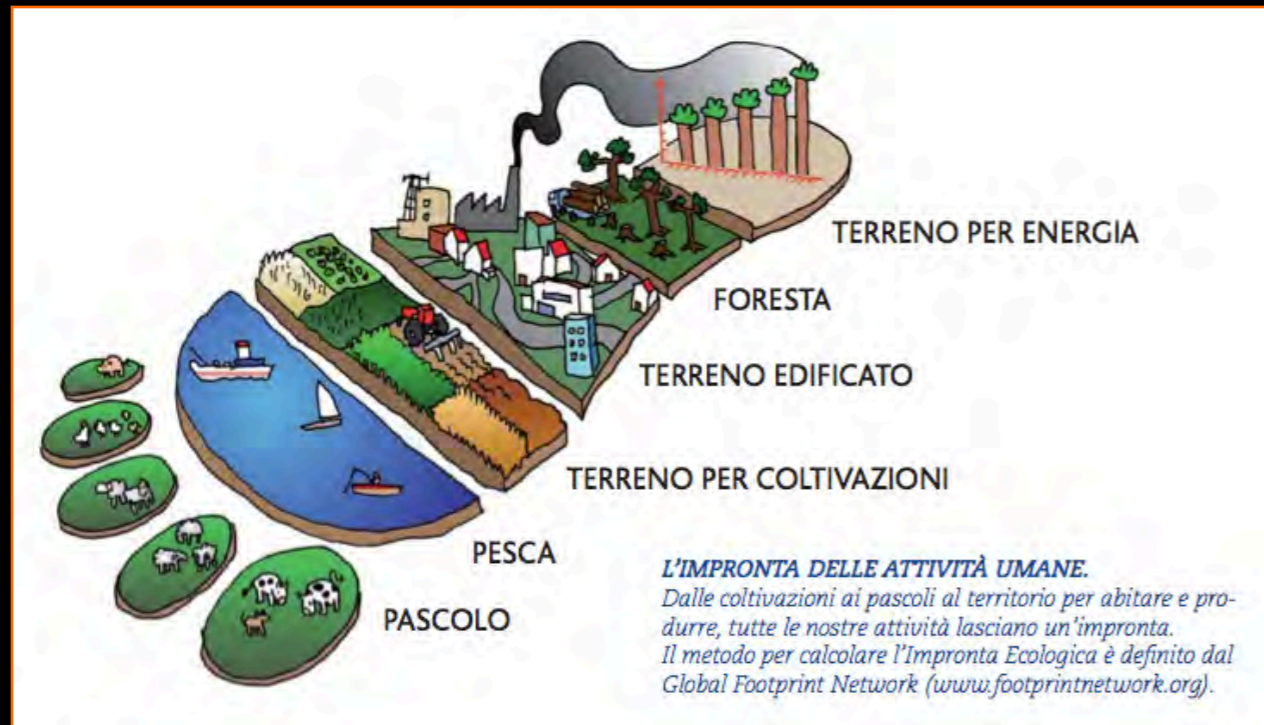 TERRENO PER ENERGIA
FORESTA
TERRENO EDIFICATO
TERRENO PER COLTIVAZIONI
PESCA
PASCOLO
L'IMPRONTA DELLE ATTIVITÀ UMANE.
Dalle coltivazioni ai pascoli al territorio per abitare e pro-
durre, tutte le nostre attività lasciano un'impronta.
Il metodo per calcolare l'Impronta Ecologica è definito dal
Global Footprint Network (www.footprintnetwork.org).